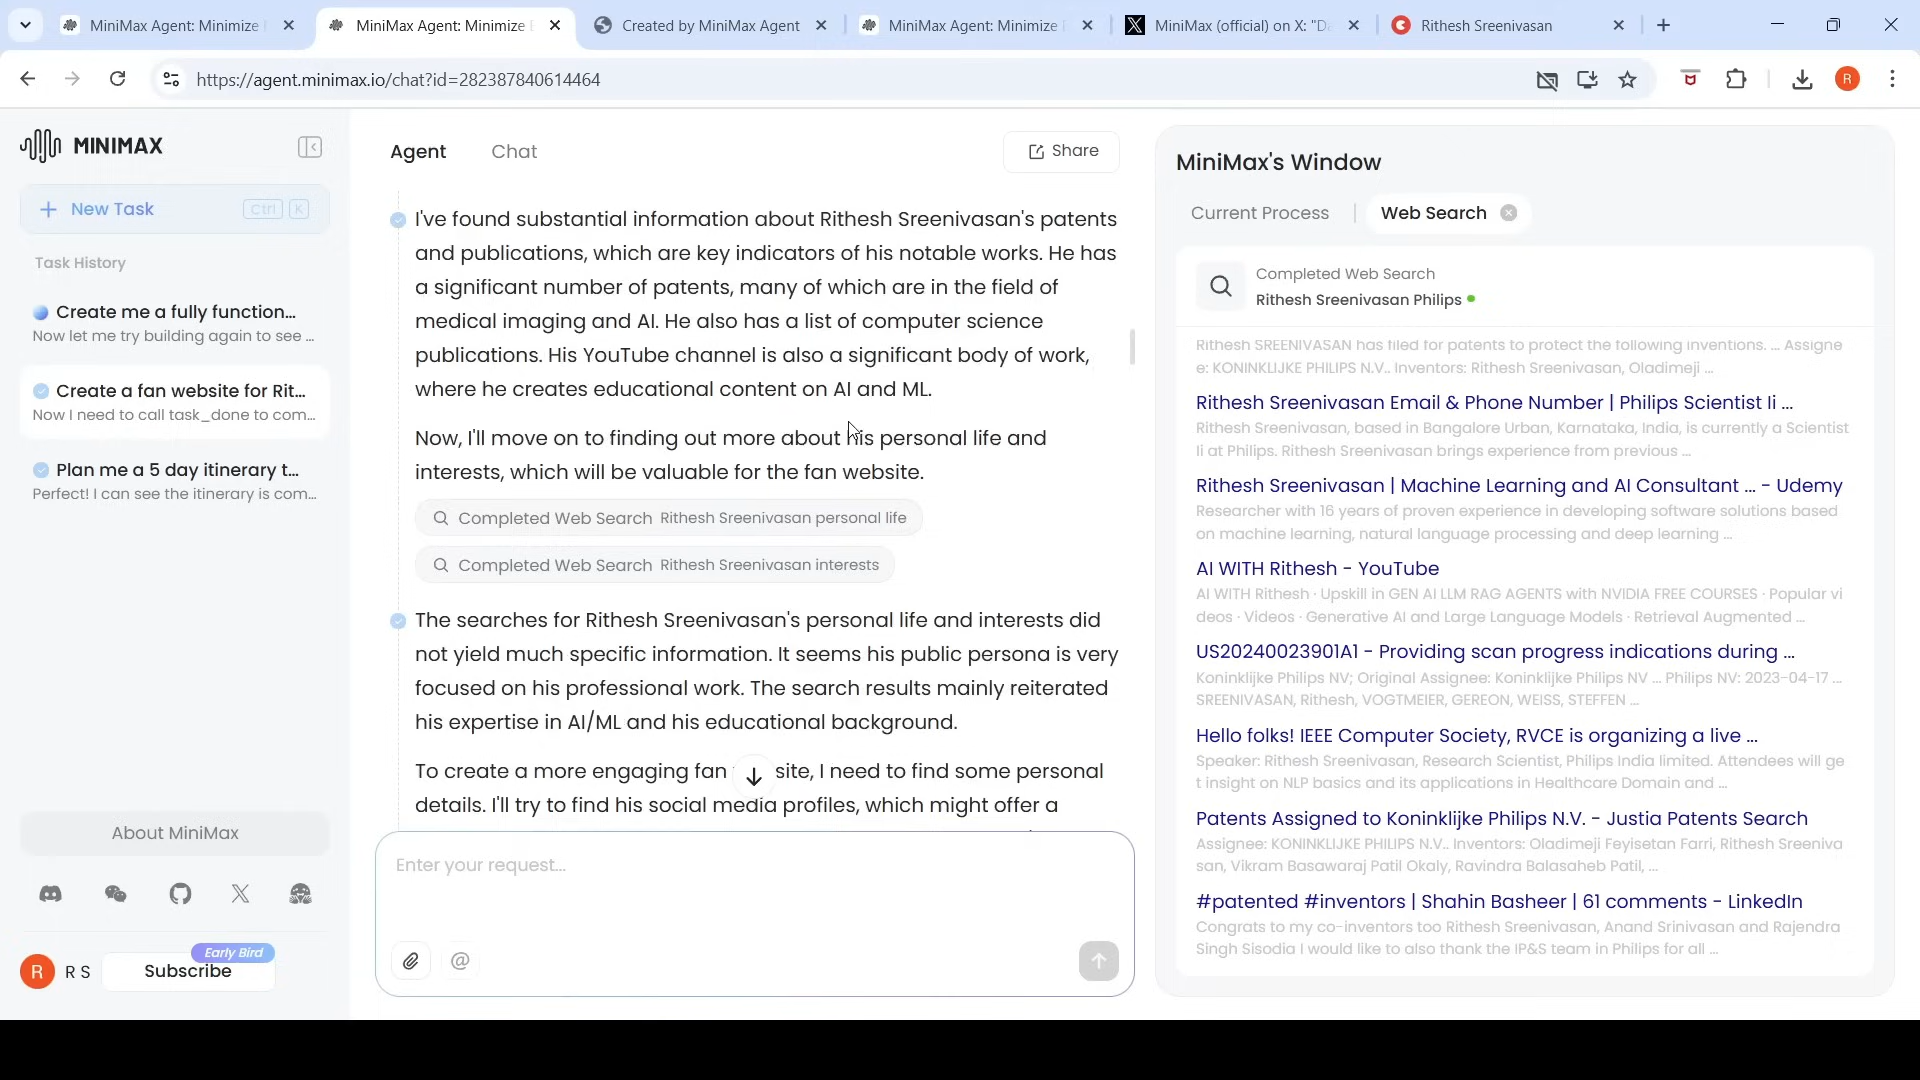 MiniMax Agent: Minimize
MiniMax Agent: Minimize
Created by MiniMax Agent
MiniMax Agent: Minimize
MiniMax (official) on X: "Da
Rithesh Sreenivasan
https://agent.minimax.io/chat?id=282387840614464
R
MINIMAX
+ New Task
Ctrl K
Task History
Create me a fully function...
Now let me try building again to see ...
Create a fan website for Rit...
Now I need to call task_done to com...
Plan me a 5 day itinerary t...
Perfect! I can see the itinerary is com...
About MiniMax
Early Bird
R
R S
Subscribe
Agent
Chat
Share
I've found substantial information about Rithesh Sreenivasan's patents
and publications, which are key indicators of his notable works. He has
a significant number of patents, many of which are in the field of
medical imaging and AI. He also has a list of computer science
publications. His YouTube channel is also a significant body of work,
where he creates educational content on AI and ML.
Now, I'll move on to finding out more about his personal life and
interests, which will be valuable for the fan website.
Completed Web Search Rithesh Sreenivasan personal life
Completed Web Search Rithesh Sreenivasan interests
The searches for Rithesh Sreenivasan's personal life and interests did
not yield much specific information. It seems his public persona is very
focused on his professional work. The search results mainly reiterated
his expertise in AI/ML and his educational background.
To create a more engaging fan site, I need to find some personal
details. I'll try to find his social media profiles, which might offer a
Enter your request...
@
MiniMax's Window
Current Process
Web Search
Completed Web Search
Rithesh Sreenivasan Philips
Rithesh SREENIVASAN has filed for patents to protect the following inventions. ... Assigne
e: KONINKLIJKE PHILIPS N.V.. Inventors: Rithesh Sreenivasan, Oladimeji ...
Rithesh Sreenivasan Email & Phone Number | Philips Scientist Ii ...
Rithesh Sreenivasan, based in Bangalore Urban, Karnataka, India, is currently a Scientist
Ii at Philips. Rithesh Sreenivasan brings experience from previous ...
Rithesh Sreenivasan | Machine Learning and AI Consultant ... - Udemy
Researcher with 16 years of proven experience in developing software solutions based
on machine learning, natural language processing and deep learning ...
AI WITH Rithesh - YouTube
AI WITH Rithesh · Upskill in GEN AI LLM RAG AGENTS with NVIDIA FREE COURSES · Popular vi
deos · Videos · Generative AI and Large Language Models · Retrieval Augmented ...
US20240023901A1 - Providing scan progress indications during ...
Koninklijke Philips NV; Original Assignee: Koninklijke Philips NV ... Philips NV: 2023-04-17 ...
SREENIVASAN, Rithesh, VOGTMEIER, GEREON, WEISS, STEFFEN ...
Hello folks! IEEE Computer Society, RVCE is organizing a live ...
Speaker: Rithesh Sreenivasan, Research Scientist, Philips India limited. Attendees will ge
t insight on NLP basics and its applications in Healthcare Domain and ...
Patents Assigned to Koninklijke Philips N.V. - Justia Patents Search
Assignee: KONINKLIJKE PHILIPS N.V.. Inventors: Oladimeji Feyisetan Farri, Rithesh Sreeniva
san, Vikram Basawaraj Patil Okaly, Ravindra Balasaheb Patil, ...
#patented #inventors | Shahin Basheer | 61 comments - LinkedIn
Congrats to my co-inventors too Rithesh Sreenivasan, Anand Srinivasan and Rajendra
Singh Sisodia I would like to also thank the IP&S team in Philips for all ...